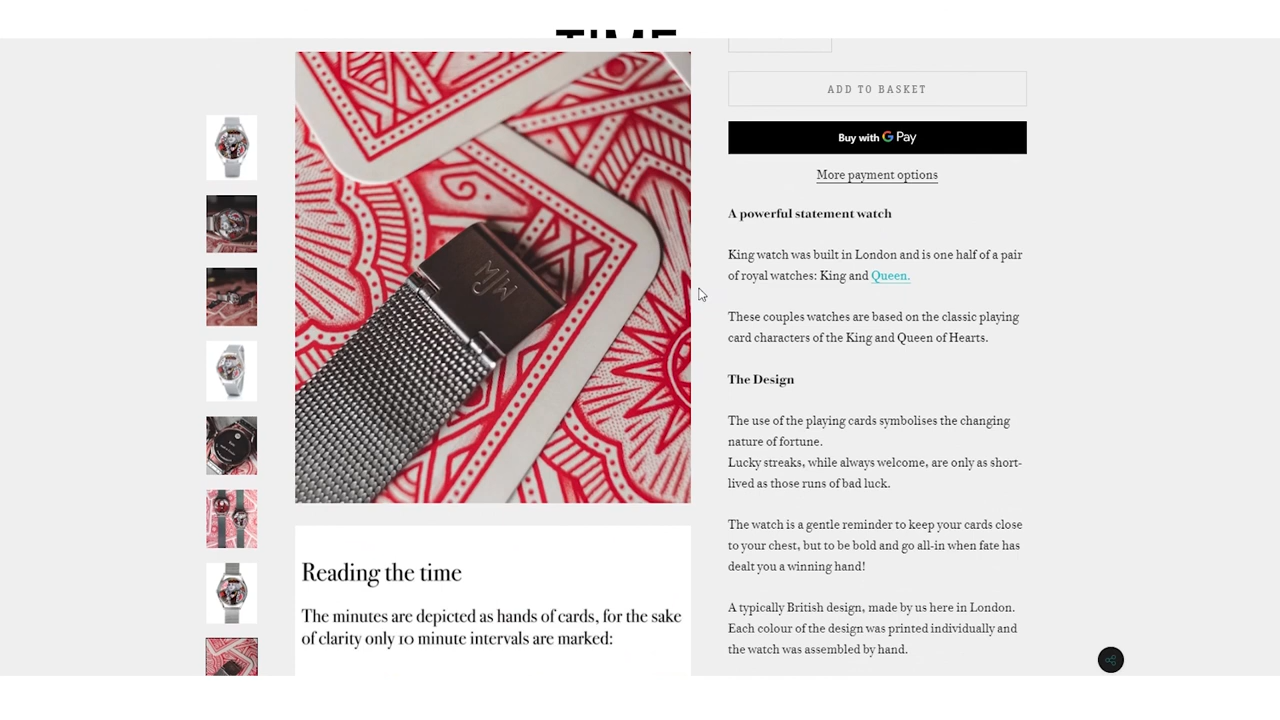 TIME
ADD TO BASKET
Buy with G Pay
More payment options
A powerful statement watch
King watch was built in London and is one half of a pair
of royal watches: King and Queen.
These couples watches are based on the classic playing
card characters of the King and Queen of Hearts.
The Design
The use of the playing cards symbolises the changing
nature of fortune.
Lucky streaks, while always welcome, are only as short-
lived as those runs of bad luck.
The watch is a gentle reminder to keep your cards close
to your chest, but to be bold and go all-in when fate has
dealt you a winning hand!
A typically British design, made by us here in London.
Each colour of the design was printed individually and
the watch was assembled by hand.
MJW
Reading the time
The minutes are depicted as hands of cards, for the sake
of clarity only 10 minute intervals are marked: